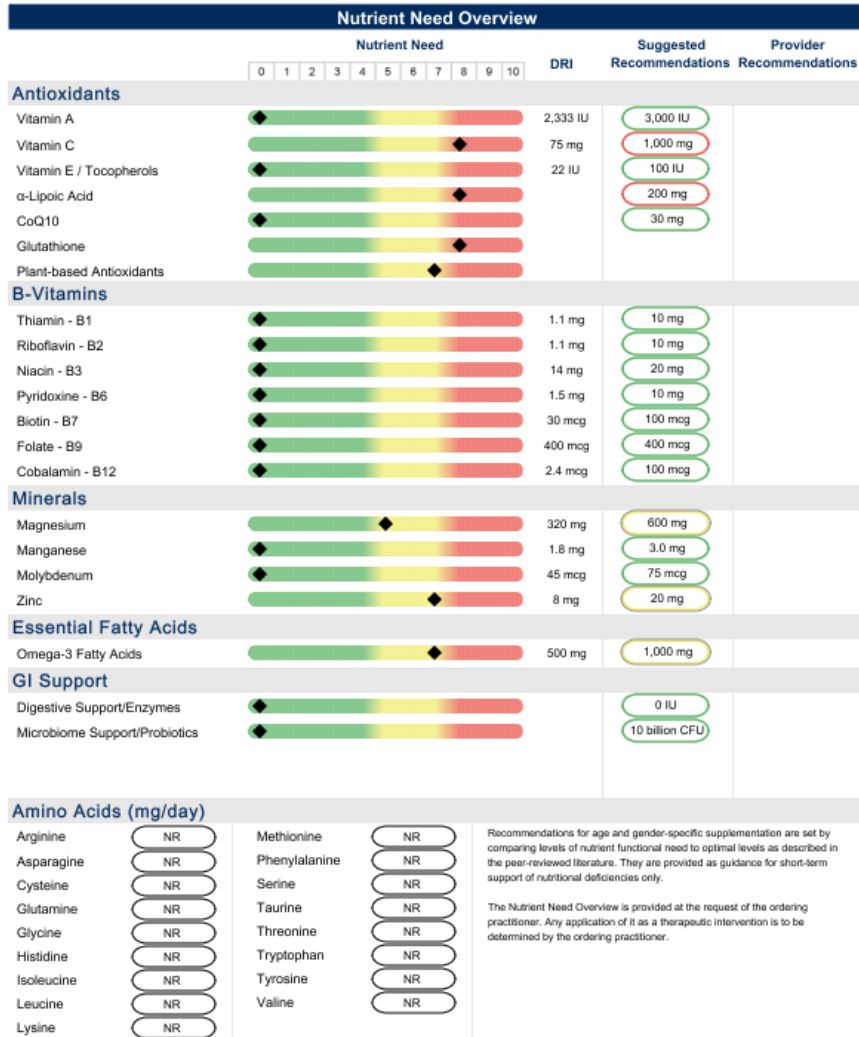 Nutrient Need Overview
Nutrient Need
DRI
Suggested Recommendations
Provider Recommendations
0 1 2 3 4 5 6 7 8 9 10
Antioxidants
Vitamin A 2,333 IU 3,000 IU
Vitamin C 75 mg 1,000 mg
Vitamin E / Tocopherols 22 IU 100 IU
α-Lipoic Acid 200 mg
CoQ10 30 mg
Glutathione
Plant-based Antioxidants
B-Vitamins
Thiamin - B1 1.1 mg 10 mg
Riboflavin - B2 1.1 mg 10 mg
Niacin - B3 14 mg 20 mg
Pyridoxine - B6 1.5 mg 10 mg
Biotin - B7 30 mcg 100 mcg
Folate - B9 400 mcg 400 mcg
Cobalamin - B12 2.4 mcg 100 mcg
Minerals
Magnesium 320 mg 600 mg
Manganese 1.8 mg 3.0 mg
Molybdenum 45 mcg 75 mcg
Zinc 8 mg 20 mg
Essential Fatty Acids
Omega-3 Fatty Acids 500 mg 1,000 mg
GI Support
Digestive Support/Enzymes 0 IU
Microbiome Support/Probiotics 10 billion CFU
Amino Acids (mg/day)
Arginine NR
Asparagine NR
Cysteine NR
Glutamine NR
Glycine NR
Histidine NR
Isoleucine NR
Leucine NR
Lysine NR
Methionine NR
Phenylalanine NR
Serine NR
Taurine NR
Threonine NR
Tryptophan NR
Tyrosine NR
Valine NR
Recommendations for age and gender-specific supplementation are set by
comparing levels of nutrient functional need to optimal levels as described in
the peer-reviewed literature. They are provided as guidance for short-term
support of nutritional deficiencies only.
The Nutrient Need Overview is provided at the request of the ordering
practitioner. Any application of it as a therapeutic intervention is to be
determined by the ordering practitioner.